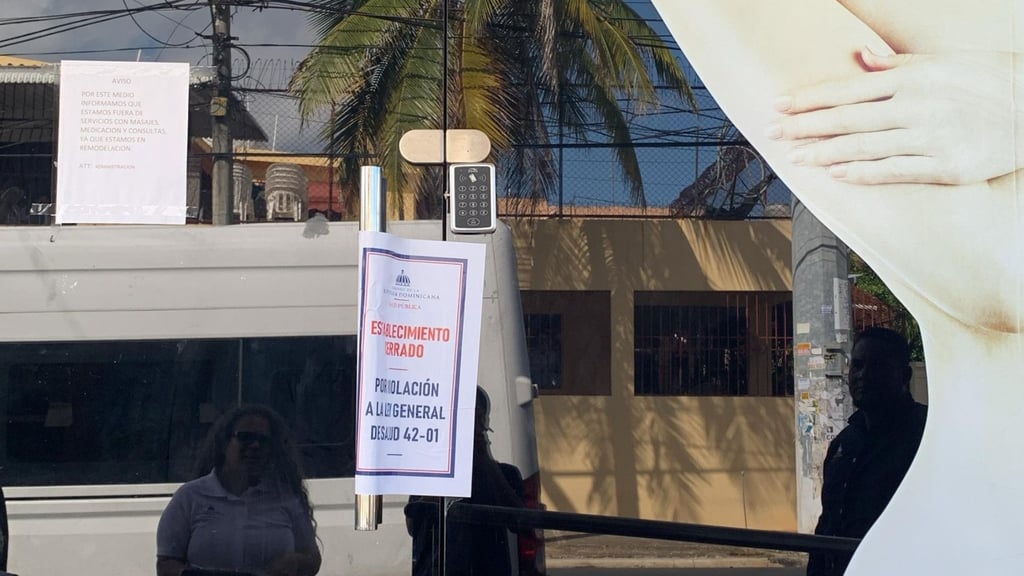 AVISO
POR ESTE MEDIO
INFORMAMOS QUE
ESTAMOS FUERA DE
SERVICIOS CON MASAJES,
MEDICACION Y CONSULTAS,
YA QUE ESTAMOS EN
REMODELACION.
ATT: ADMINISTRACION
DOMINICANA
PÚBLICA
ESTABLECIMIENTO
CERRADO
POR VIOLACIÓN
A LA LEY GENERAL
DE SALUD 42-01